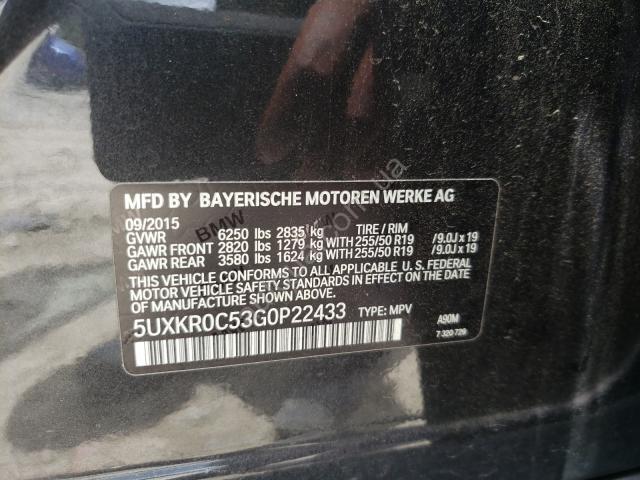 MFD BY BAYERISCHE MOTOREN WERKE AG
09/2015
GVWR 6250 lbs 2835 kg TIRE / RIM
GAWR FRONT 2820 lbs 1279 kg WITH 255/50 R19 /9.0J x 19
GAWR REAR 3580 lbs 1624 kg WITH 255/50 R19 /9.0J x 19
THIS VEHICLE CONFORMS TO ALL APPLICABLE U.S. FEDERAL
MOTOR VEHICLE SAFETY STANDARDS IN EFFECT ON THE DATE
OF MANUFACTURE SHOWN ABOVE.
5UXKR0C53G0P22433 TYPE: MPV A90M
7 320 729